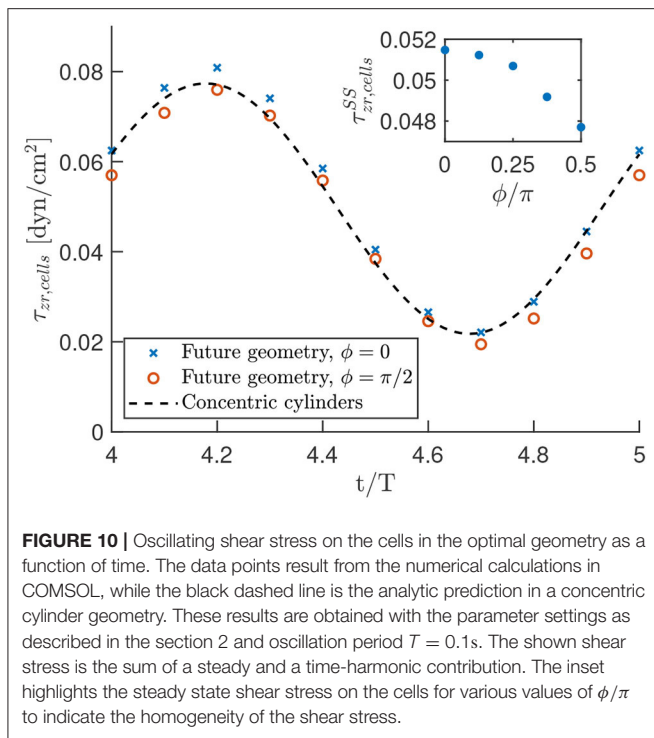 0.08
0.06
0.04
0.02
0
τ_{zr,cells} [dyn/cm²]
4
4.2
4.4
4.6
4.8
5
t/T
0.052
0.05
0.048
τ^{SS}_{zr,cells}
0
0.25
0.5
ϕ/π
Future geometry, ϕ = 0
Future geometry, ϕ = π/2
Concentric cylinders
FIGURE 10 | Oscillating shear stress on the cells in the optimal geometry as a
function of time. The data points result from the numerical calculations in
COMSOL, while the black dashed line is the analytic prediction in a concentric
cylinder geometry. These results are obtained with the parameter settings as
described in the section 2 and oscillation period T = 0.1s. The shown shear
stress is the sum of a steady and a time-harmonic contribution. The inset
highlights the steady state shear stress on the cells for various values of ϕ/π
to indicate the homogeneity of the shear stress.